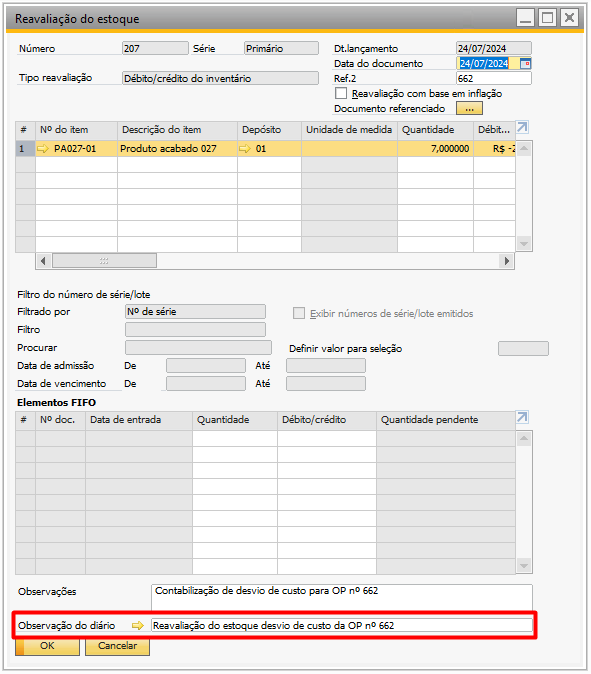 Reavaliação do estoque
Número 207 Série Primário Dt.lançamento 24/07/2024
Data do documento 24/07/2024
Tipo reavaliação Débito/crédito do inventário Ref.2 662
Reavaliação com base em inflação
Documento referenciado ...
# Nº do item Descrição do item Depósito Unidade de medida Quantidade Débit...
1 PA027-01 Produto acabado 027 01 7,000000 R$ -2
Filtro do número de série/lote
Filtrado por Nº de série Exibir números de série/lote emitidos
Filtro
Procurar Definir valor para seleção
Data de admissão De Até
Data de vencimento De Até
Elementos FIFO
# Nº doc. Data de entrada Quantidade Débito/crédito Quantidade pendente
Observações Contabilização de desvio de custo para OP nº 662
Observação do diário Reavaliação do estoque desvio de custo da OP nº 662
OK Cancelar